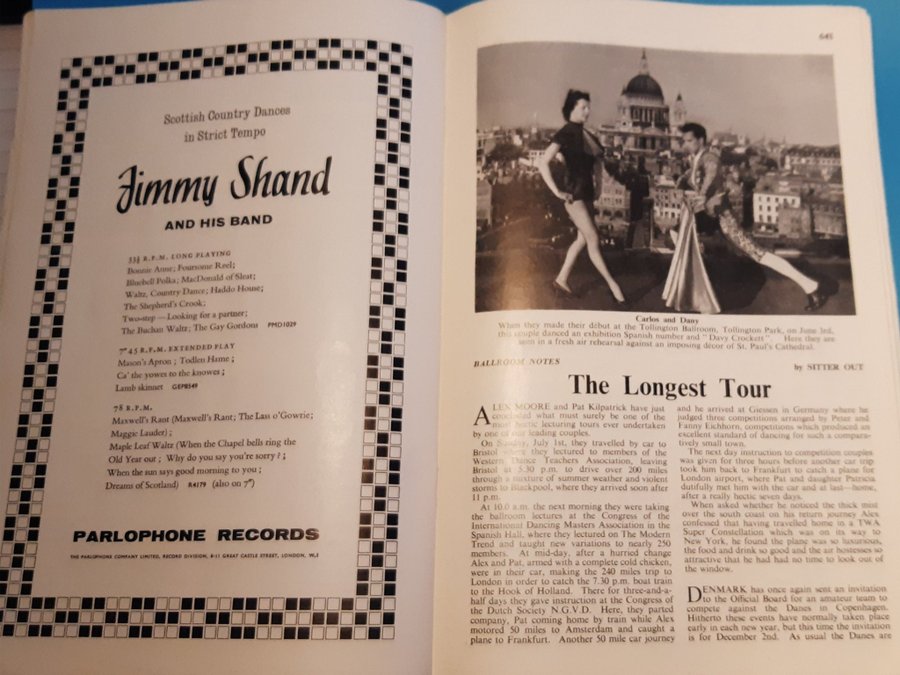 Scottish Country Dances
in Strict Tempo
Jimmy Shand
AND HIS BAND
33⅓ R.P.M. LONG PLAYING
Bonnie Anne; Foursome Reel;
Bluebell Polka; MacDonald of Sleat;
Waltz, Country Dance; Haddo House;
The Shepherd's Crook;
Two-step—Looking for a partner;
The Buchan Waltz; The Gay Gordons PMD1029
7" 45 R.P.M. EXTENDED PLAY
Mason's Apron; Todlen Hame;
Ca' the yowes to the knowes;
Lamb skinnet GEP8549
78 R.P.M.
Maxwell's Rant (Maxwell's Rant; The Lass o'Gowrie;
Maggie Lauder);
Maple Leaf Waltz (When the Chapel bells ring the
Old Year out; Why do you say you're sorry?;
When the sun says good morning to you;
Dreams of Scotland) R4179 (also on 7")
PARLOPHONE RECORDS
THE PARLOPHONE COMPANY LIMITED, RECORD DIVISION, 8-11 GREAT CASTLE STREET, LONDON, W.1
645
Carlos and Dany
When they made their début at the Tollington Ballroom, Tollington Park, on June 3rd,
this couple danced an exhibition Spanish number and "Davy Crockett". Here they are
seen in a fresh air rehearsal against an imposing décor of St. Paul's Cathedral.
BALLROOM NOTES
by SITTER OUT
The Longest Tour
ALEX MOORE and Pat Kilpatrick have just
concluded what must surely be one of the
most hectic lecturing tours ever undertaken
by one of our leading couples.
On Sunday, July 1st, they travelled by car to
Bristol where they lectured to members of the
Western Dance Teachers Association, leaving
Bristol at 5.30 p.m. to drive over 200 miles
through a mixture of summer weather and violent
storms to Blackpool, where they arrived soon after
11 p.m.
At 10.0 a.m. the next morning they were taking
the ballroom lectures at the Congress of the
International Dancing Masters Association in the
Spanish Hall, where they lectured on The Modern
Trend and taught new variations to nearly 250
members. At mid-day, after a hurried change
Alex and Pat, armed with a complete cold chicken,
were in their car, making the 240 miles trip to
London in order to catch the 7.30 p.m. boat train
to the Hook of Holland. There for three-and-a-
half days they gave instruction at the Congress of
the Dutch Society N.G.V.D. Here, they parted
company, Pat coming home by train while Alex
motored 50 miles to Amsterdam and caught a
plane to Frankfurt. Another 50 mile car journey
and he arrived at Giessen in Germany where he
judged three competitions arranged by Peter and
Fanny Eichhorn, competitions which produced an
excellent standard of dancing for such a compara-
tively small town.
The next day instruction to competition couples
was given for three hours before another car trip
took him back to Frankfurt to catch a plane for
London airport, where Pat and daughter Patricia
dutifully met him with the car and at last—home,
after a really hectic seven days.
When asked whether he noticed the thick mist
over the south coast on his return journey Alex
confessed that having travelled home in a T.W.A.
Super Constellation which was on its way to
New York, he found the plane was so luxurious,
the food and drink so good and the air hostesses so
attractive that he had had no time to look out of
the window.
DENMARK has once again sent an invitation
to the Official Board for an amateur team to
compete against the Danes in Copenhagen.
Hitherto these events have normally taken place
early in each new year, but this time the invitation
is for December 2nd. As usual the Danes are